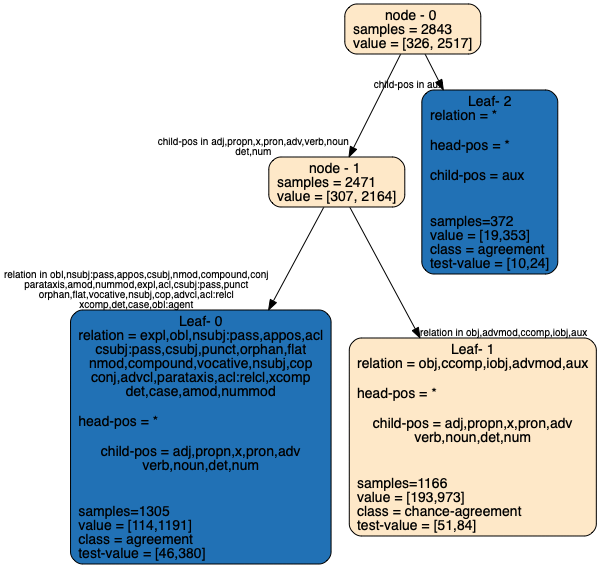 node - 0
samples = 2843
value = [326, 2517]
child-pos in aux
Leaf- 2
relation = *
head-pos = *
child-pos = aux
samples=372
value = [19,353]
class = agreement
test-value = [10,24]
child-pos in adj,propn,x,pron,adv,verb,noun
det,num
node - 1
samples = 2471
value = [307, 2164]
relation in obl,nsubj:pass,appos,csubj,nmod,compound,conj
parataxis,amod,nummod,expl,acl,csubj:pass,punct
orphan,flat,vocative,nsubj,cop,advcl,acl:relcl
xcomp,det,case,obl:agent
Leaf- 0
relation = expl,obl,nsubj:pass,appos,acl
csubj:pass,csubj,punct,orphan,flat
nmod,compound,vocative,nsubj,cop
conj,advcl,parataxis,acl:relcl,xcomp
det,case,amod,nummod
head-pos = *
child-pos = adj,propn,x,pron,adv
verb,noun,det,num
samples=1305
value = [114,1191]
class = agreement
test-value = [46,380]
relation in obj,advmod,ccomp,iobj,aux
Leaf- 1
relation = obj,ccomp,iobj,advmod,aux
head-pos = *
child-pos = adj,propn,x,pron,adv
verb,noun,det,num
samples=1166
value = [193,973]
class = chance-agreement
test-value = [51,84]